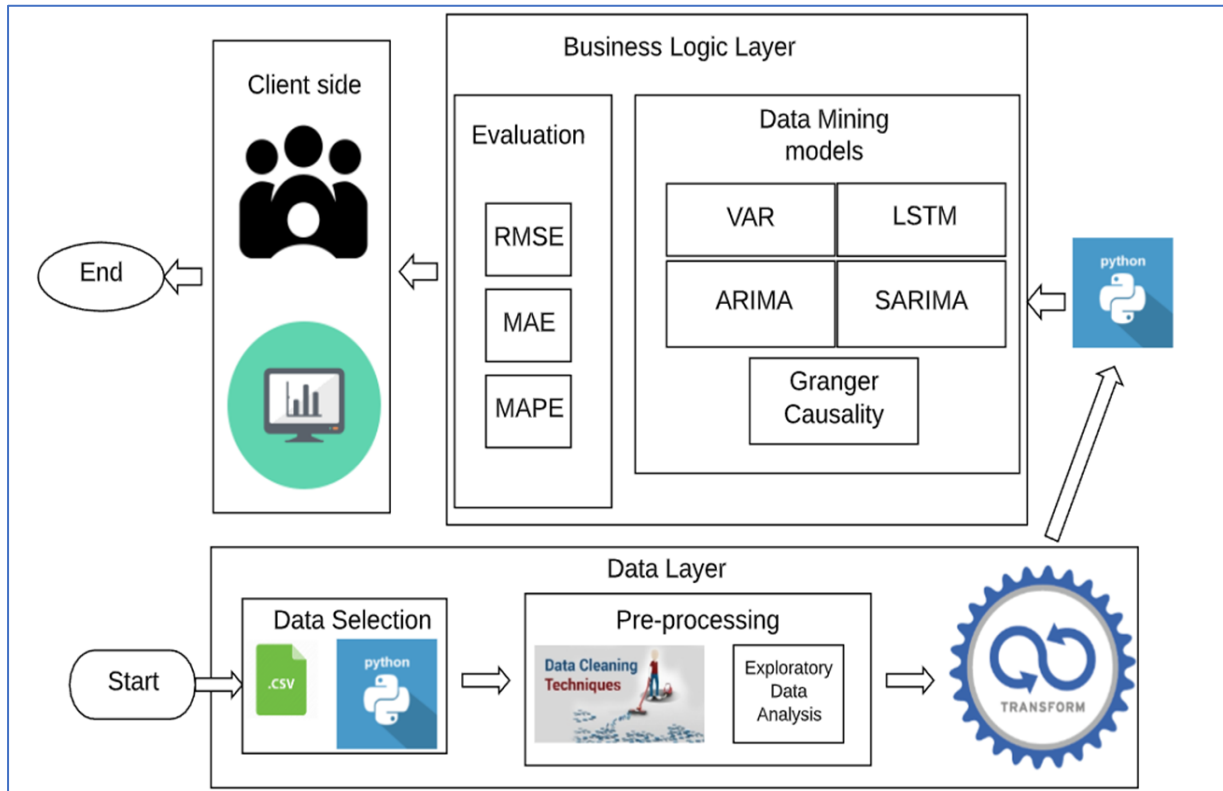 Business Logic Layer
Client side
Evaluation
Data Mining
models
RMSE
MAE
MAPE
VAR
LSTM
ARIMA
SARIMA
Granger
Causality
python
End
Data Layer
Start
Data Selection
.CSV
python
Pre-processing
Data Cleaning
Techniques
Exploratory
Data
Analysis
TRANSFORM